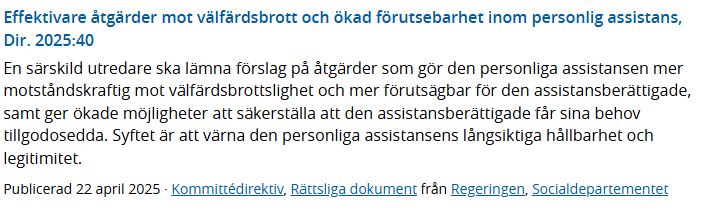 Effektivare åtgärder mot välfärdsbrott och ökad förutsebarhet inom personlig assistans,
Dir. 2025:40
En särskild utredare ska lämna förslag på åtgärder som gör den personliga assistansen mer
motståndskraftig mot välfärdsbrottslighet och mer förutsägbar för den assistansberättigade,
samt ger ökade möjligheter att säkerställa att den assistansberättigade får sina behov
tillgodosedda. Syftet är att värna den personliga assistansens långsiktiga hållbarhet och
legitimitet.
Publicerad 22 april 2025 · Kommittédirektiv, Rättsliga dokument från Regeringen, Socialdepartementet